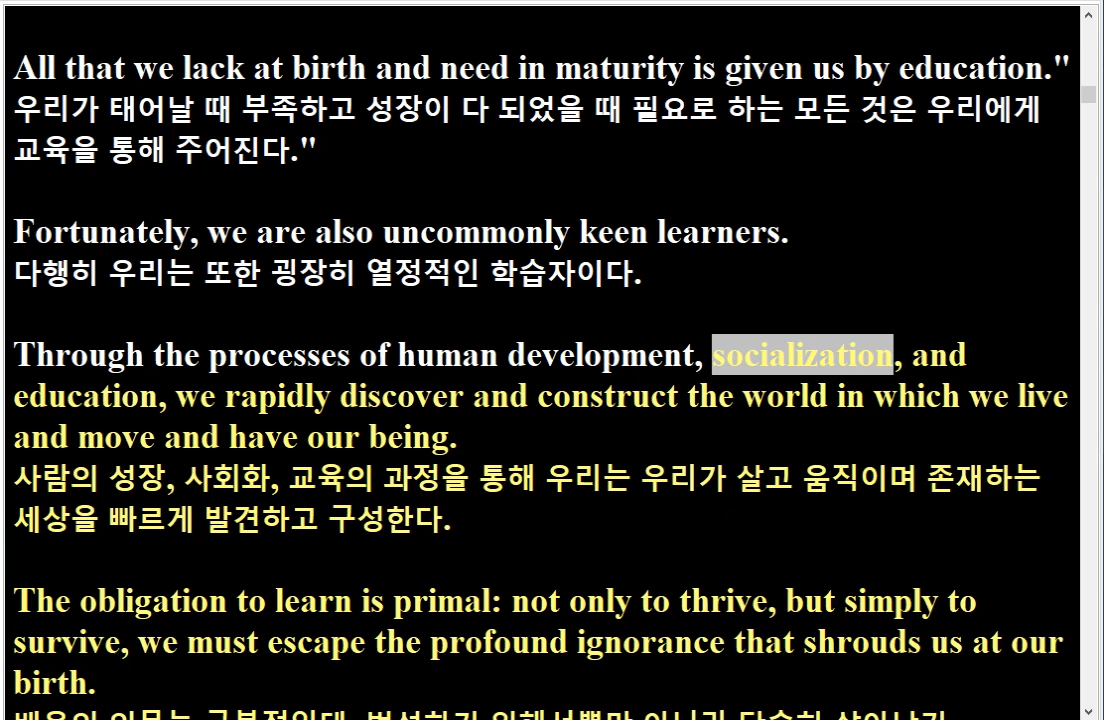 All that we lack at birth and need in maturity is given us by education."
우리가 태어날 때 부족하고 성장이 다 되었을 때 필요로 하는 모든 것은 우리에게
교육을 통해 주어진다."
Fortunately, we are also uncommonly keen learners.
다행히 우리는 또한 굉장히 열정적인 학습자이다.
Through the processes of human development, socialization, and
education, we rapidly discover and construct the world in which we live
and move and have our being.
사람의 성장, 사회화, 교육의 과정을 통해 우리는 우리가 살고 움직이며 존재하는
세상을 빠르게 발견하고 구성한다.
The obligation to learn is primal: not only to thrive, but simply to
survive, we must escape the profound ignorance that shrouds us at our
birth.